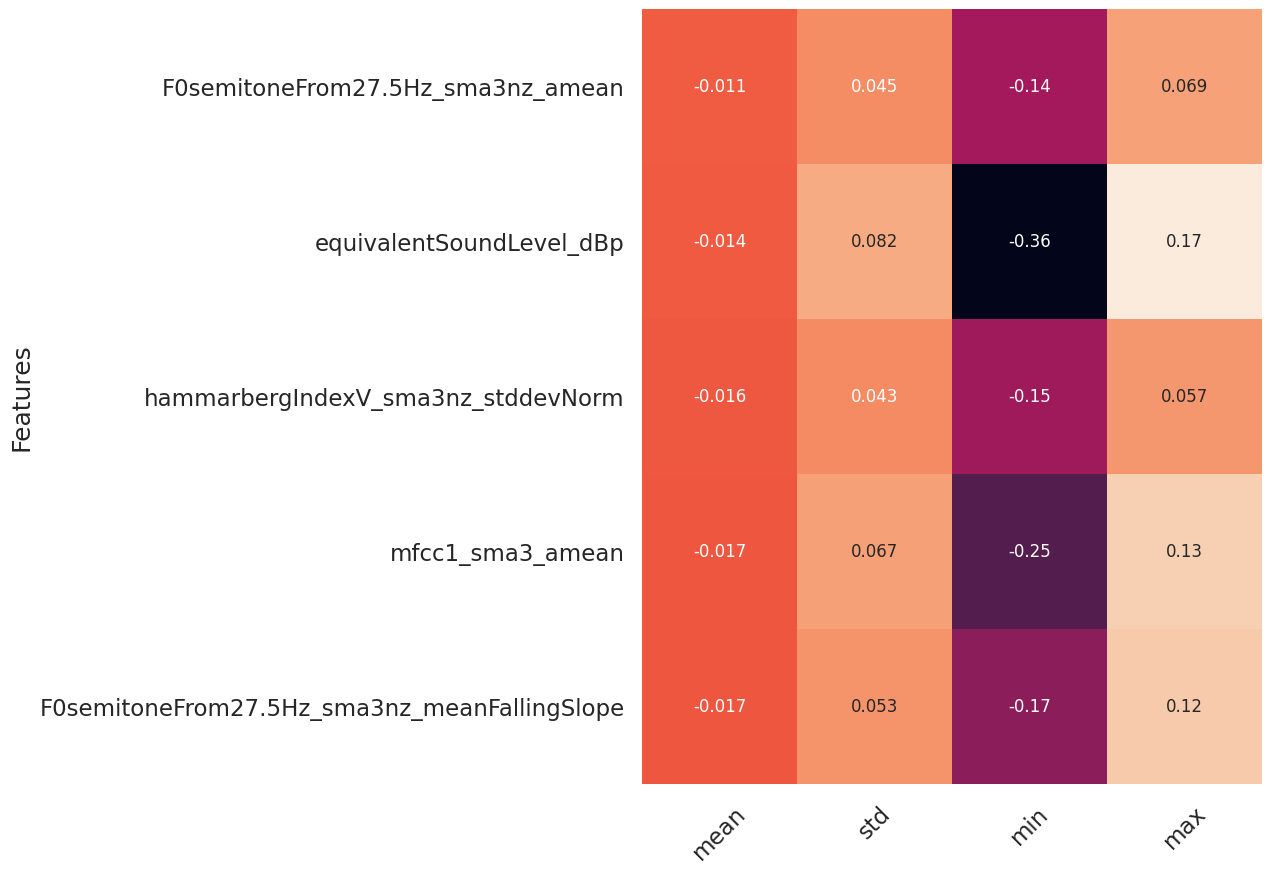 F0semitoneFrom27.5Hz_sma3nz_amean -0.011 0.045 -0.14 0.069
equivalentSoundLevel_dBp -0.014 0.082 -0.36 0.17
Features
hammarbergIndexV_sma3nz_stddevNorm -0.016 0.043 -0.15 0.057
mfcc1_sma3_amean -0.017 0.067 -0.25 0.13
F0semitoneFrom27.5Hz_sma3nz_meanFallingSlope -0.017 0.053 -0.17 0.12
mean std min max